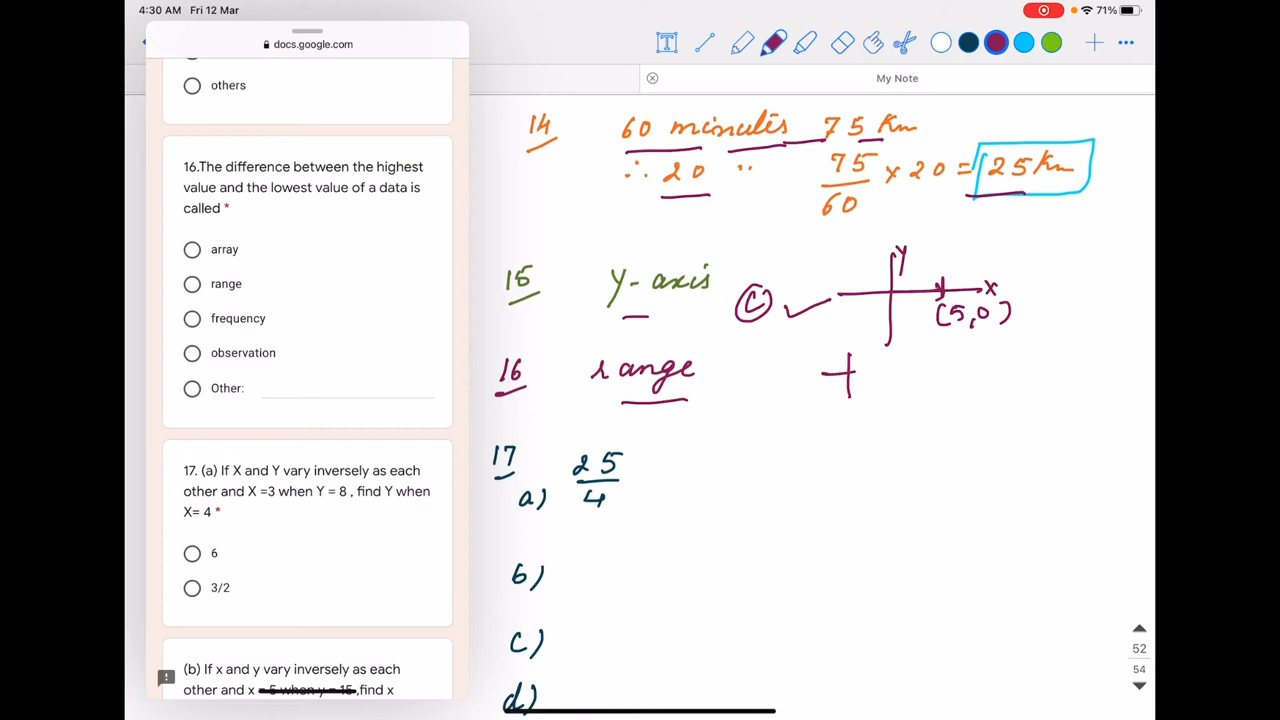 4:30 AM Fri 12 Mar
71%
docs.google.com
My Note
others
16.The difference between the highest
value and the lowest value of a data is
called *
array
range
frequency
observation
Other:
17. (a) If X and Y vary inversely as each
other and X =3 when Y = 8 , find Y when
X= 4 *
6
3/2
(b) If x and y vary inversely as each
other and x = 5 when y = 15 ,find x
14 60 minutes 75 Km
∴ 20 " 75/60 x 20 = 25 Km
15 Y-axis C Y
X
(5,0)
16 range
17
a) 25/4
b)
c)
d)
52
54